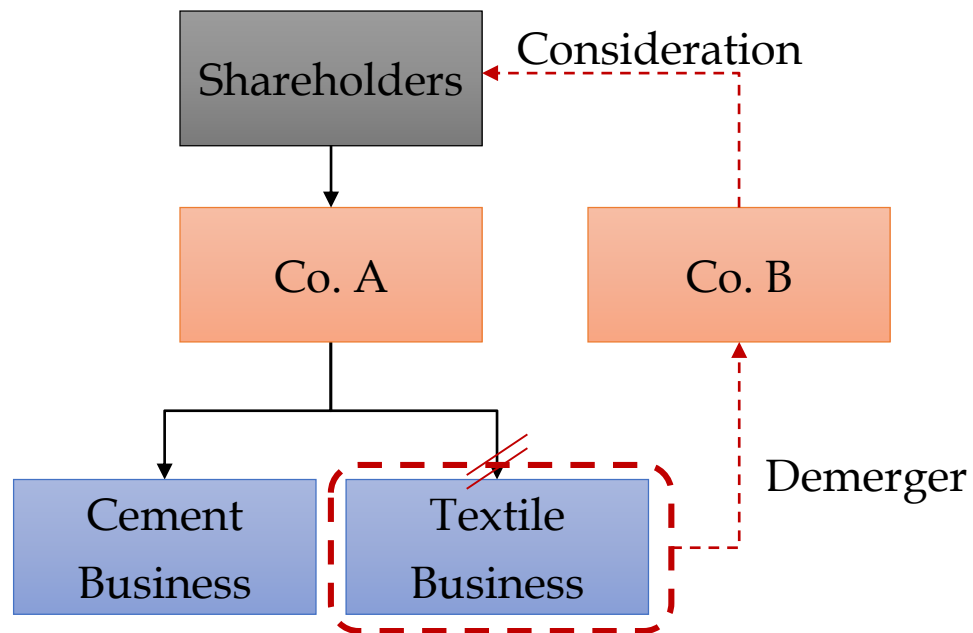 Consideration
Shareholders
Co. A
Co. B
Demerger
Cement
Business
Textile
Business